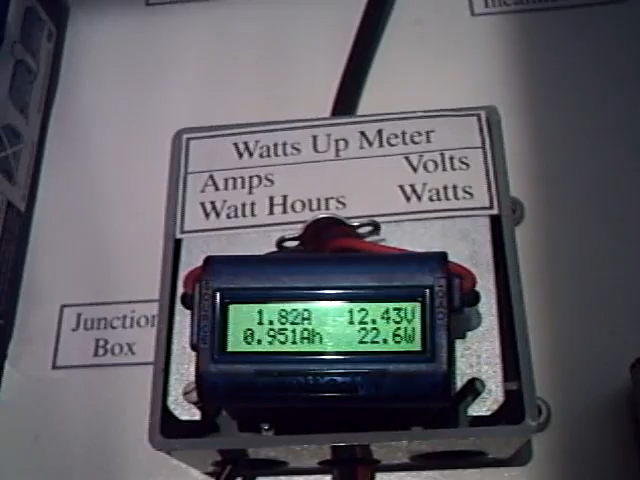 Watts Up Meter
Amps Volts
Watt Hours Watts
1.82A 12.43V
0.951Ah 22.6W
Junction
Box